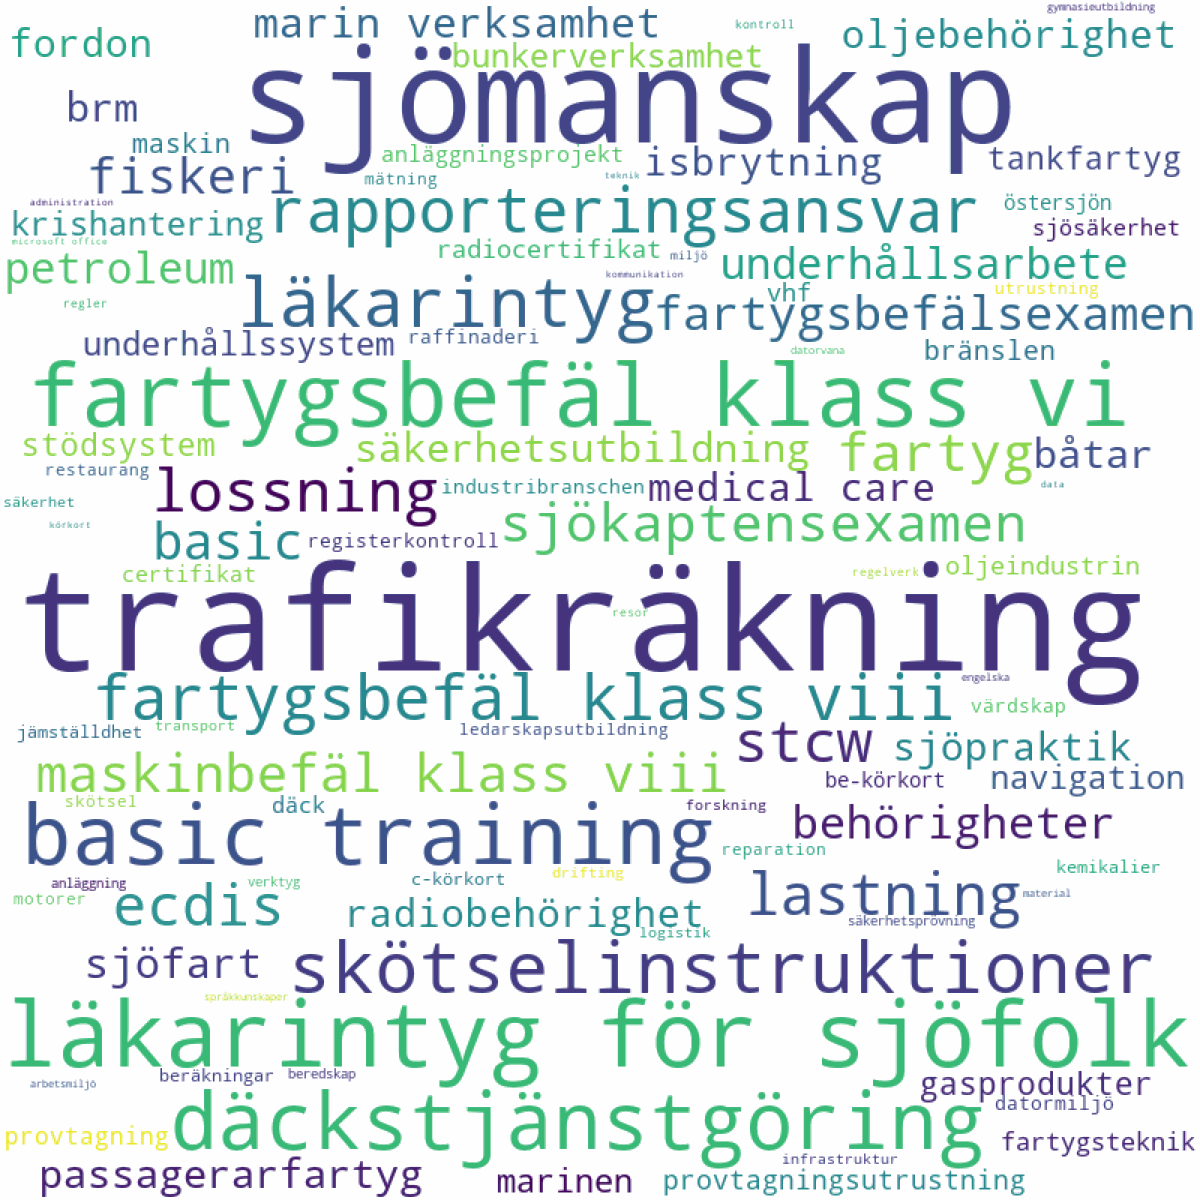 gymnasieutbildning
marin verksamhet
kontroll
oljebehörighet
fordon
bunkerverksamhet
sjömanskap
brm
maskin
anläggningsprojekt
isbrytning
tankfartyg
fiskeri
mätning
teknik
administration
rapporteringsansvar
östersjön
krishantering
sjösäkerhet
microsoft office
radiocertifikat
miljö
petroleum
underhållsarbete
kommunikation
läkarintyg
vhf
utrustning
regler
fartygsbefälsexamen
underhållssystem
raffinaderi
datorvana
bränslen
fartygsbefäl klass vi
stödsystem
säkerhetsutbildning
fartyg
båtar
restaurang
lossning
industribranschen
medical care
data
säkerhet
körkort
basic
registerkontroll
sjökaptensexamen
certifikat
regelverk
oljeindustrin
trafikräkning
resor
fartygsbefäl klass viii
engelska
värdskap
jämställdhet
transport
ledarskapsutbildning
stcw
sjöpraktik
maskinbefäl klass viii
be-körkort
navigation
skötsel
däck
forskning
basic training
behörigheter
reparation
anläggning
verktyg
c-körkort
drifting
kemikalier
motorer
ecdis
radiobehörighet
lastning
material
säkerhetsprövning
logistik
sjöfart
skötselinstruktioner
språkkunskaper
läkarintyg för sjöfolk
arbetsmiljö
beräkningar
beredskap
gasprodukter
däckstjänstgöring
datormiljö
provtagning
fartygsteknik
infrastruktur
passagerarfartyg
marinen
provtagningsutrustning